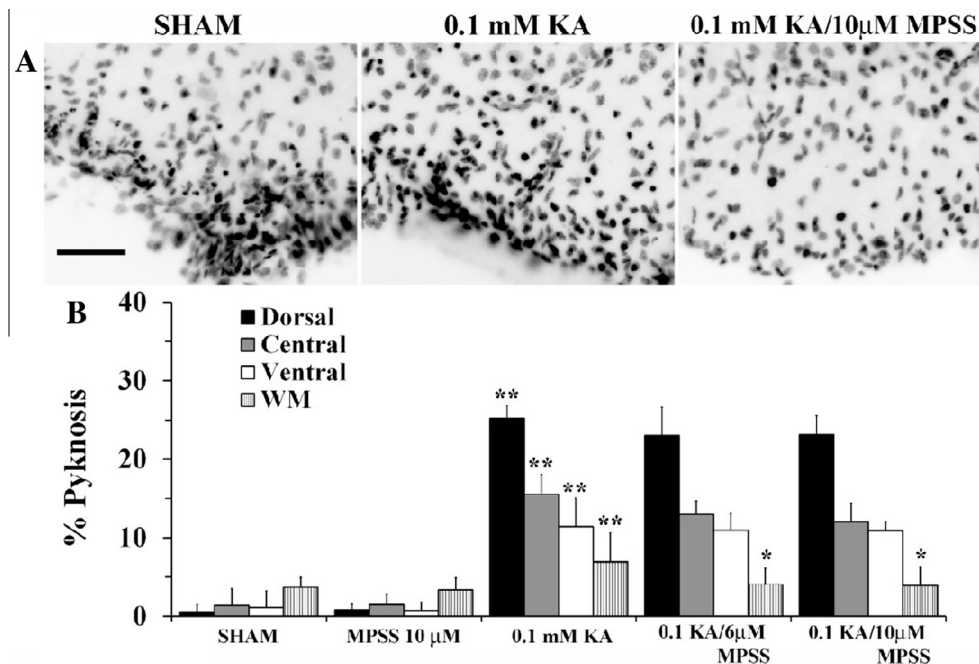 SHAM
0.1 mM KA
0.1 mM KA/10μM MPSS
A
B
40
30
20
10
0
% Pyknosis
Dorsal
Central
Ventral
WM
**
**
**
**
*
*
SHAM
MPSS 10 μM
0.1 mM KA
0.1 KA/6μM
MPSS
0.1 KA/10μM
MPSS